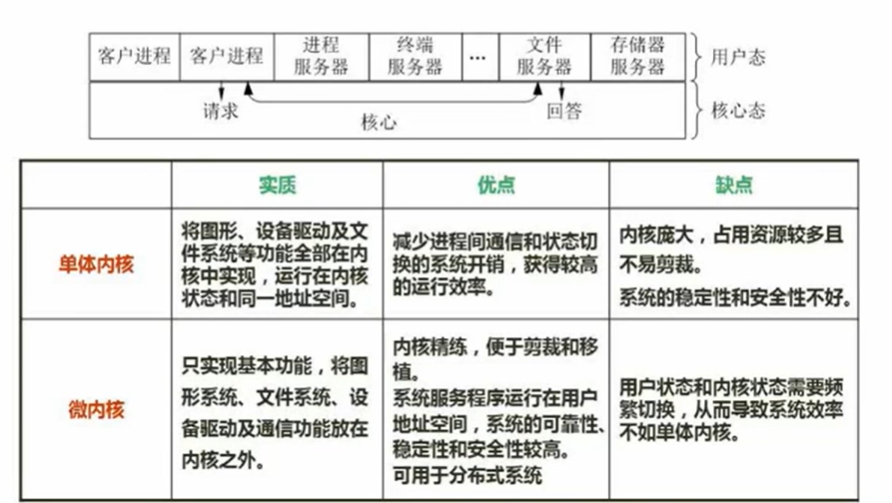 客户进程 客户进程 进程 服务器 终端 服务器 … 文件 服务器 存储器 服务器 用户态
请求 回答 核心态
核心
实质 优点 缺点
单体内核
将图形、设备驱动及文
件系统等功能全部在内
核中实现，运行在内核
状态和同一地址空间。
减少进程间通信和状态切
换的系统开销，获得较高
的运行效率。
内核庞大，占用资源较多且
不易剪裁。
系统的稳定性和安全性不好。
微内核
只实现基本功能，将图
形系统、文件系统、设
备驱动及通信功能放在
内核之外。
内核精练，便于剪裁和移
植。
系统服务程序运行在用户
地址空间，系统的可靠性、
稳定性和安全性较高。
可用于分布式系统
用户状态和内核状态需要频
繁切换，从而导致系统效率
不如单体内核。